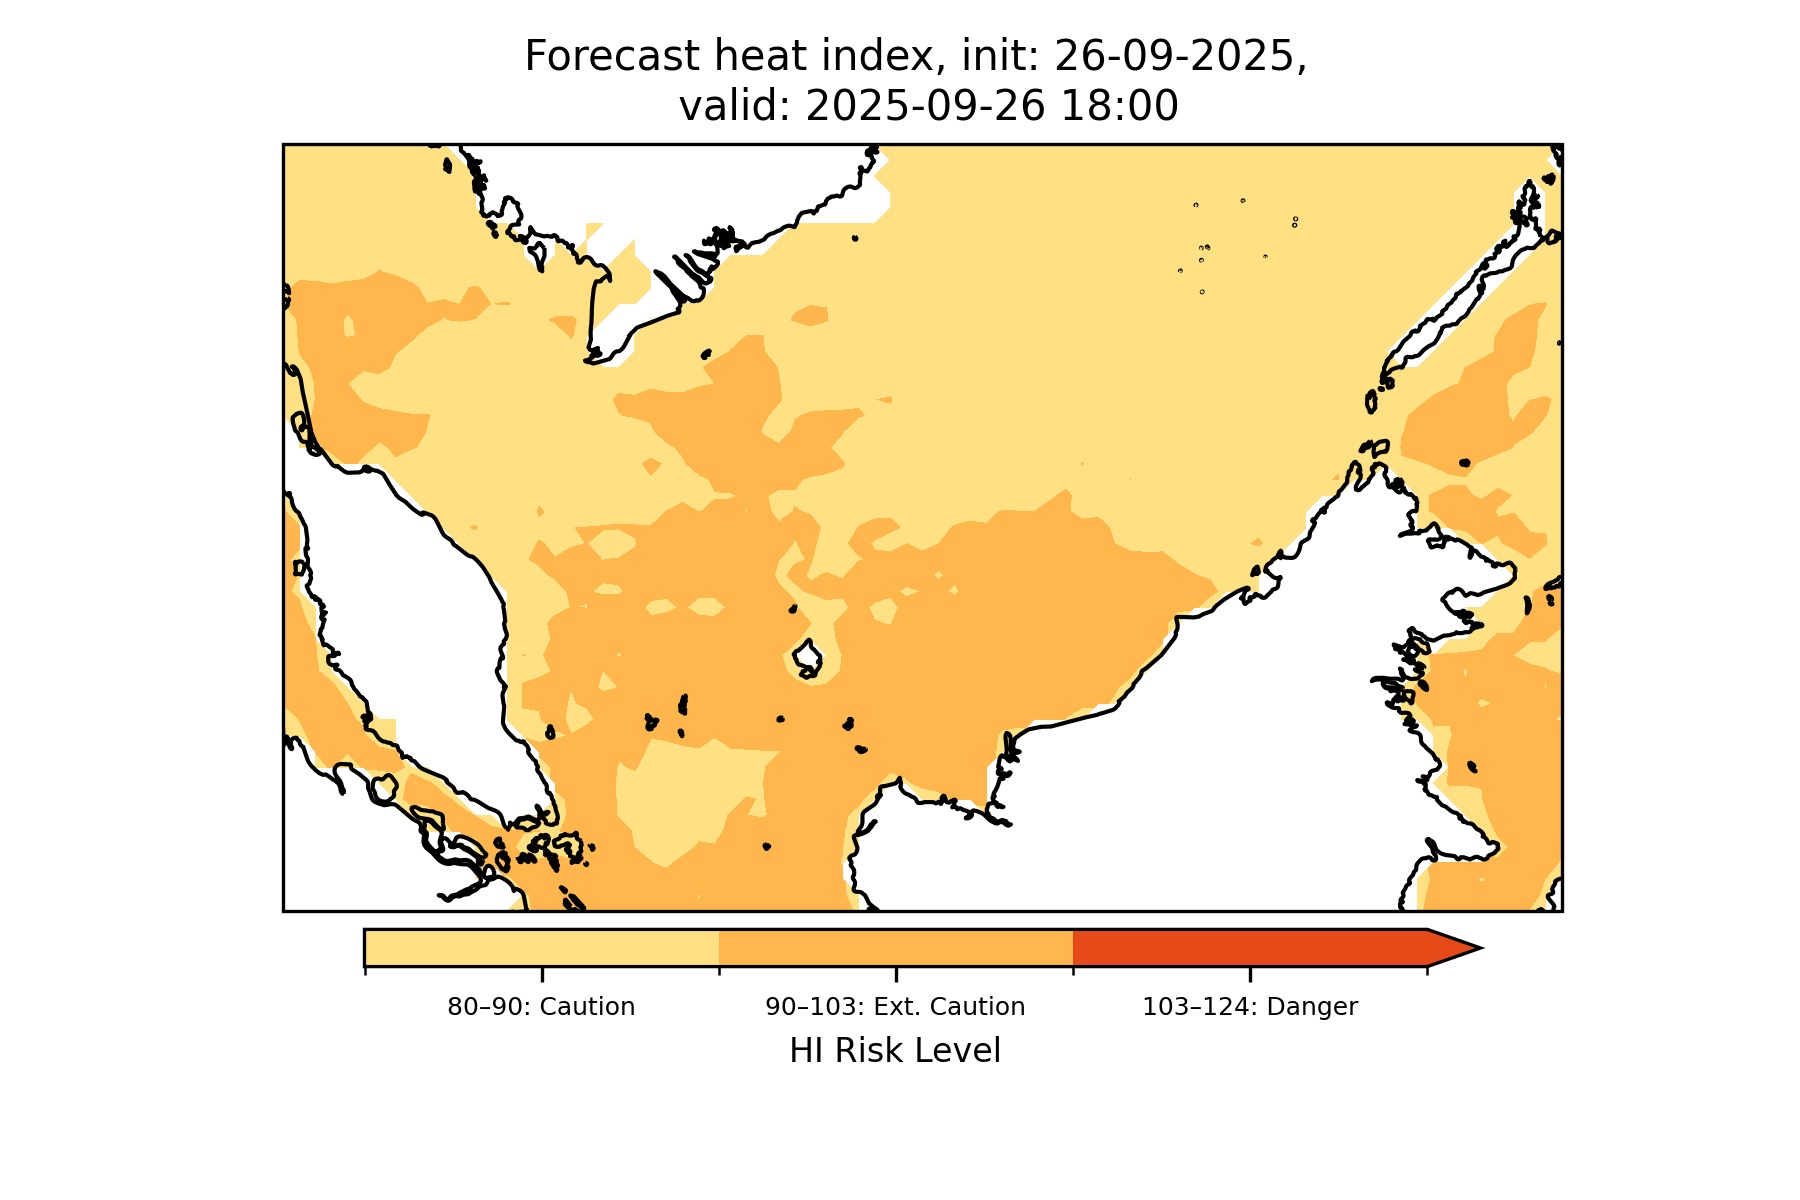 Forecast heat index, init: 26-09-2025,
valid: 2025-09-26 18:00
80–90: Caution
90–103: Ext. Caution
103–124: Danger
HI Risk Level